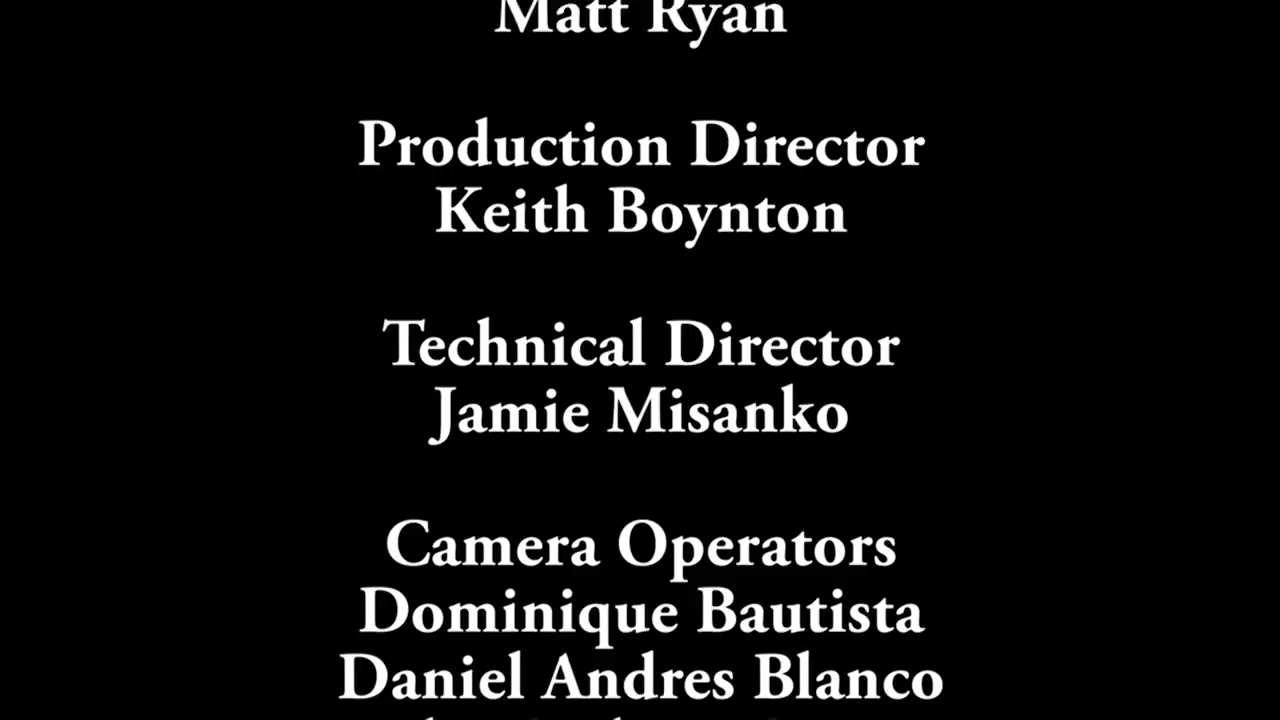 Matt Ryan
Production Director
Keith Boynton
Technical Director
Jamie Misanko
Camera Operators
Dominique Bautista
Daniel Andres Blanco